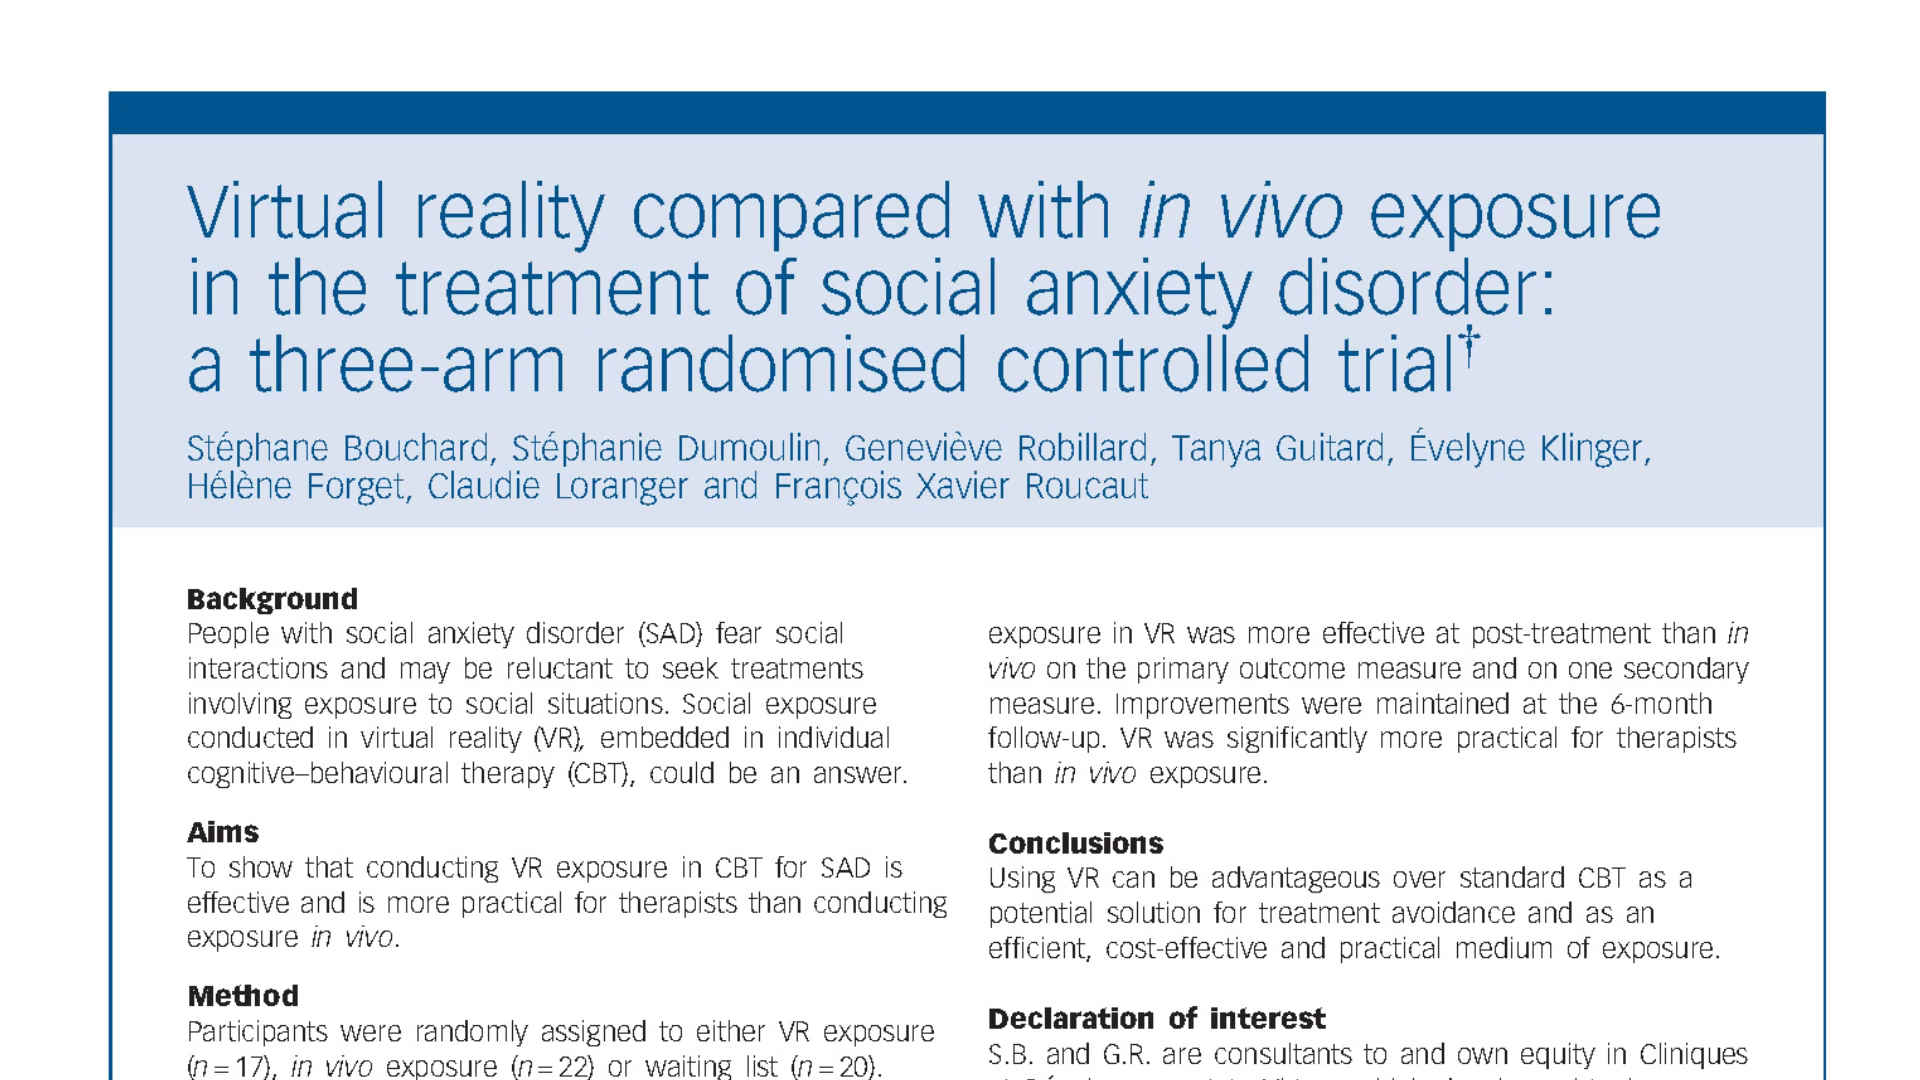 Virtual reality compared with in vivo exposure
in the treatment of social anxiety disorder:
a three-arm randomised controlled trial†
Stéphane Bouchard, Stéphanie Dumoulin, Geneviève Robillard, Tanya Guitard, Évelyne Klinger,
Hélène Forget, Claudie Loranger and François Xavier Roucaut
Background
People with social anxiety disorder (SAD) fear social
interactions and may be reluctant to seek treatments
involving exposure to social situations. Social exposure
conducted in virtual reality (VR), embedded in individual
cognitive–behavioural therapy (CBT), could be an answer.
Aims
To show that conducting VR exposure in CBT for SAD is
effective and is more practical for therapists than conducting
exposure in vivo.
Method
Participants were randomly assigned to either VR exposure
(n=17), in vivo exposure (n=22) or waiting list (n=20).
exposure in VR was more effective at post-treatment than in
vivo on the primary outcome measure and on one secondary
measure. Improvements were maintained at the 6-month
follow-up. VR was significantly more practical for therapists
than in vivo exposure.
Conclusions
Using VR can be advantageous over standard CBT as a
potential solution for treatment avoidance and as an
efficient, cost-effective and practical medium of exposure.
Declaration of interest
S.B. and G.R. are consultants to and own equity in Cliniques